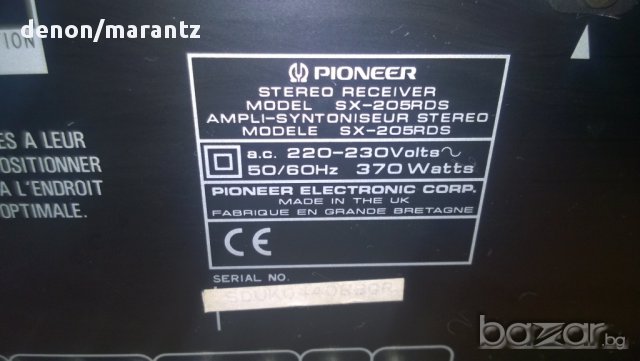 denon/marantz
TION
PIONEER
STEREO RECEIVER
MODEL SX-205RDS
AMPLI-SYNTONISEUR STEREO
MODELE SX-205RDS
a.c. 220-230Volts~
50/60Hz 370 Watts
PIONEER ELECTRONIC CORP.
MADE IN THE UK
FABRIQUE EN GRANDE BRETAGNE
CE
SERIAL NO.
ES A LEUR
POSITIONNER
A L'ENDROIT
OPTIMALE.
bazar.bg